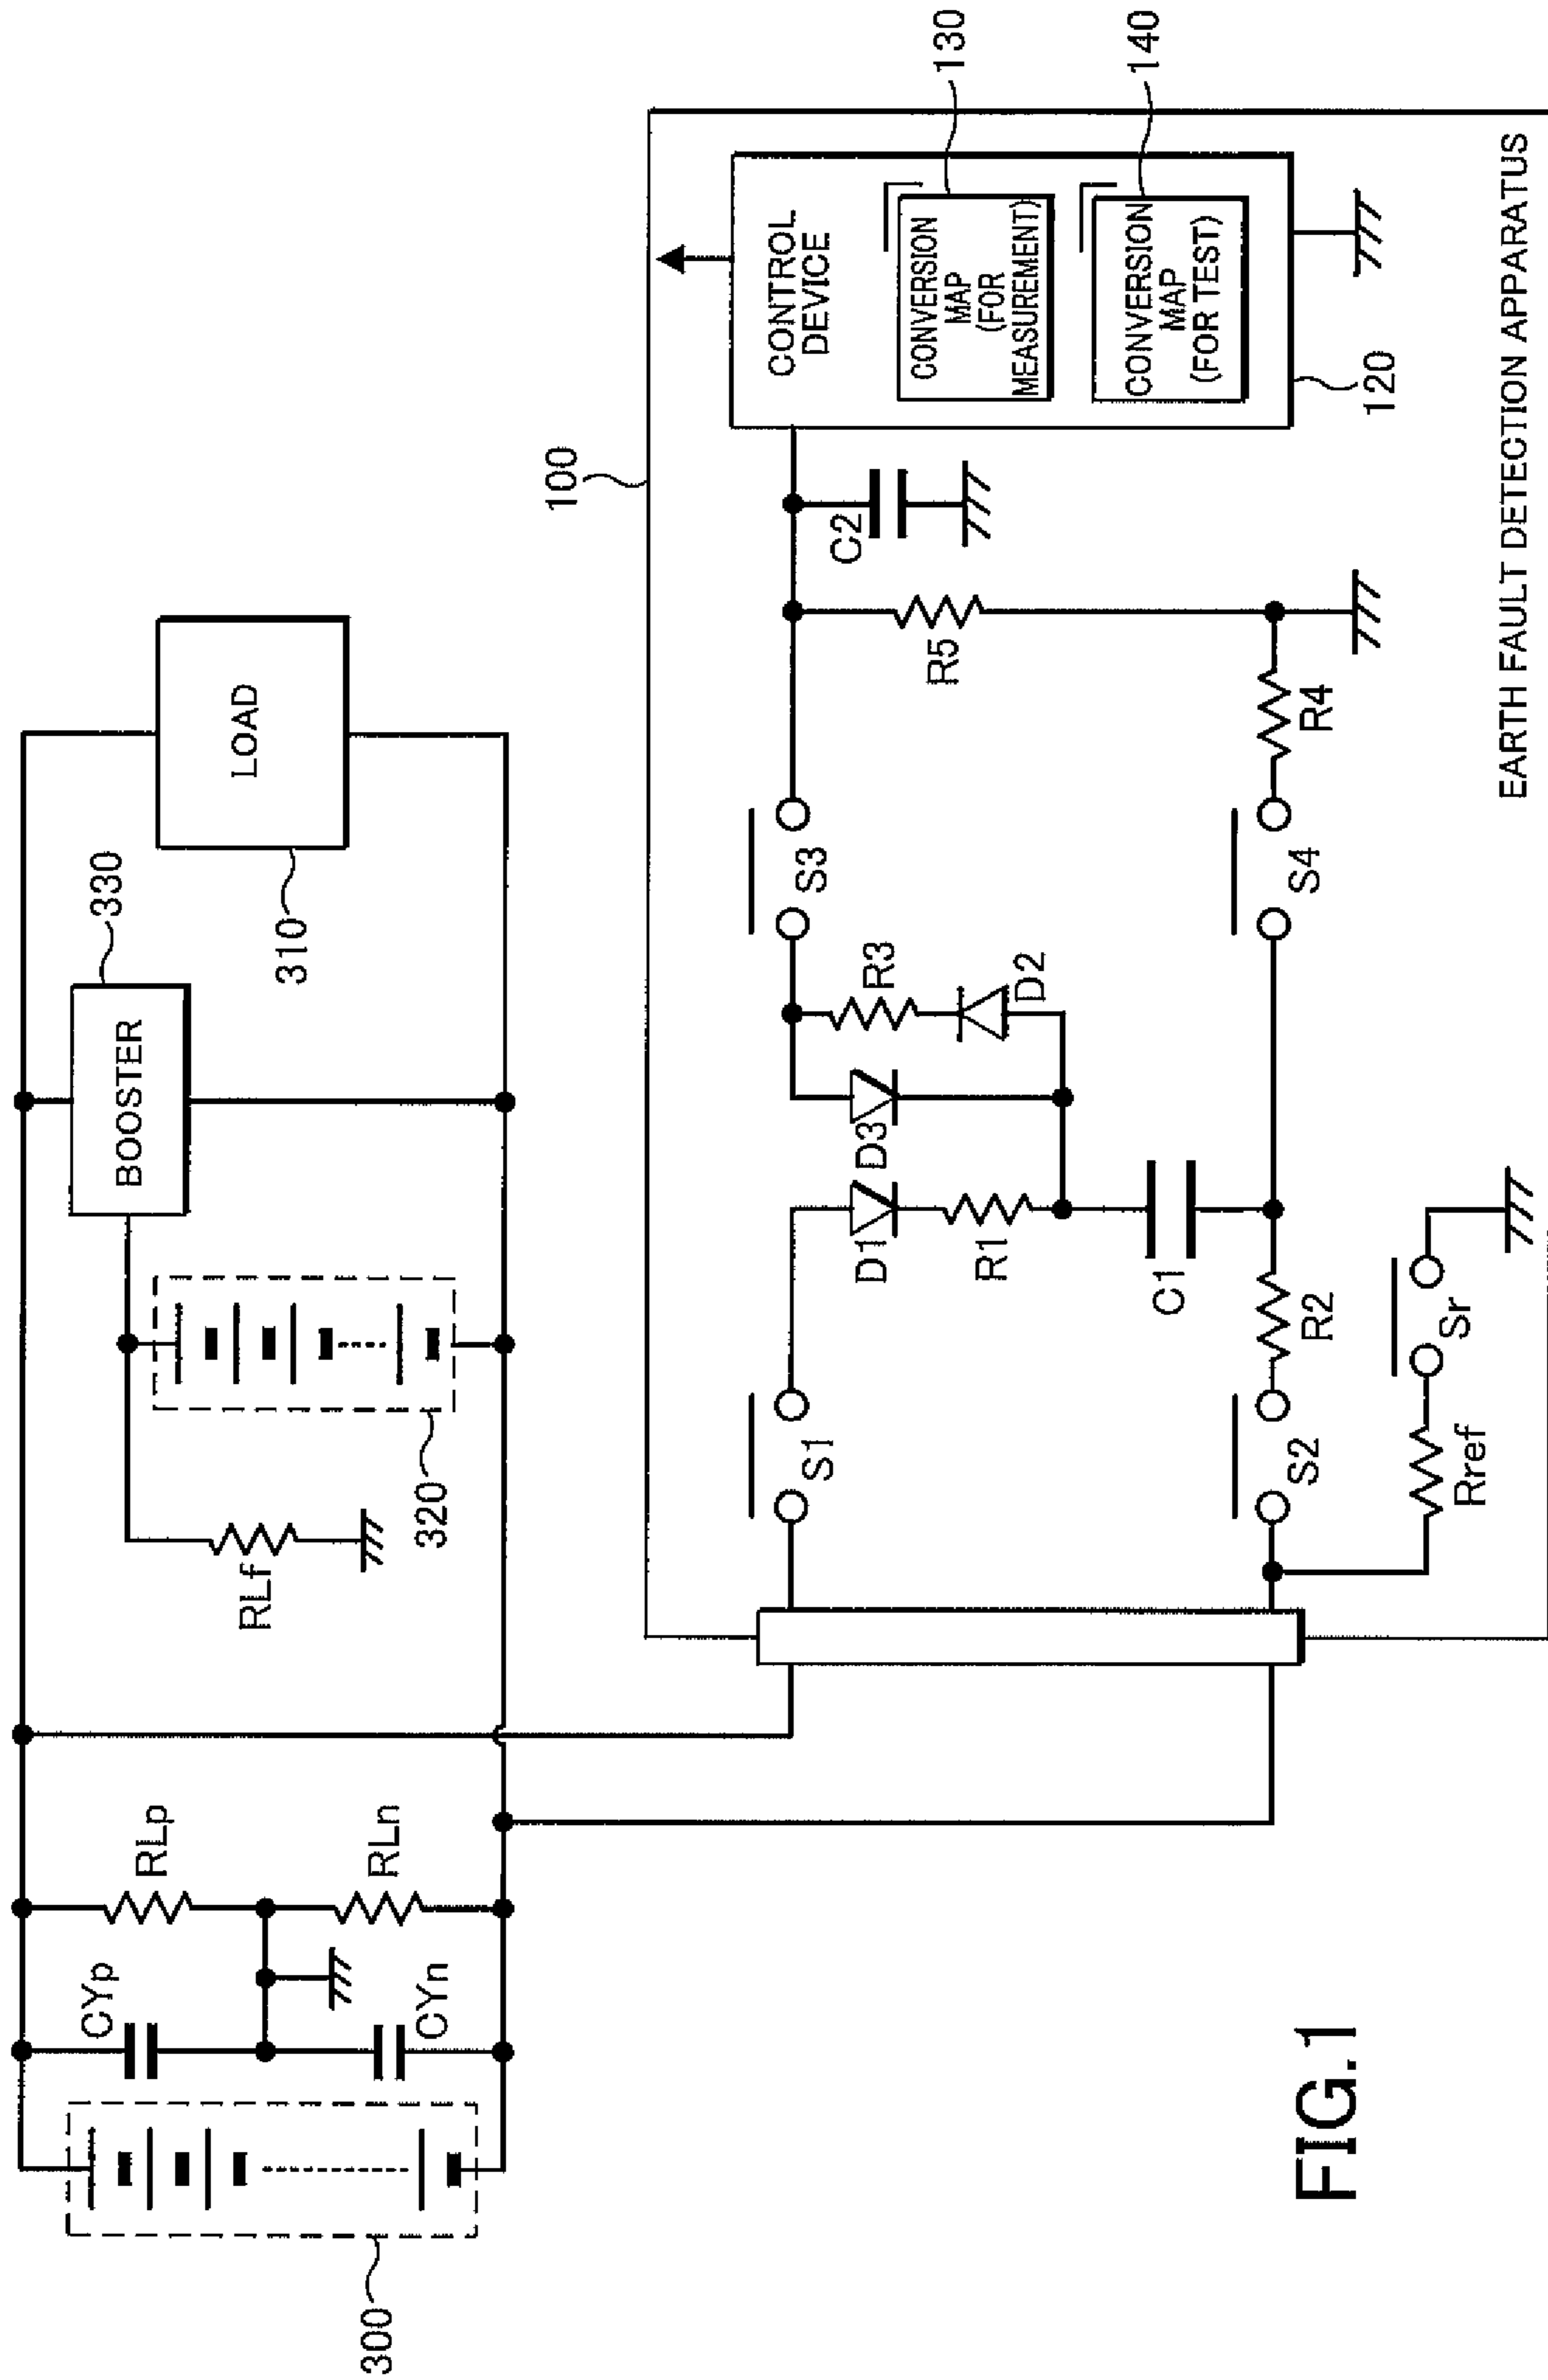 300
CYp
CYn
RLp
RLn
RLf
320
BOOSTER
330
LOAD
310
100
S1
D1
D3
R1
C1
R3
D2
S3
S2
R2
S4
R4
R5
C2
Rref
Sr
CONTROL
DEVICE
CONVERSION
MAP
(FOR
MEASUREMENT)
130
CONVERSION
MAP
(FOR TEST)
140
120
EARTH FAULT DETECTION APPARATUS
FIG.1